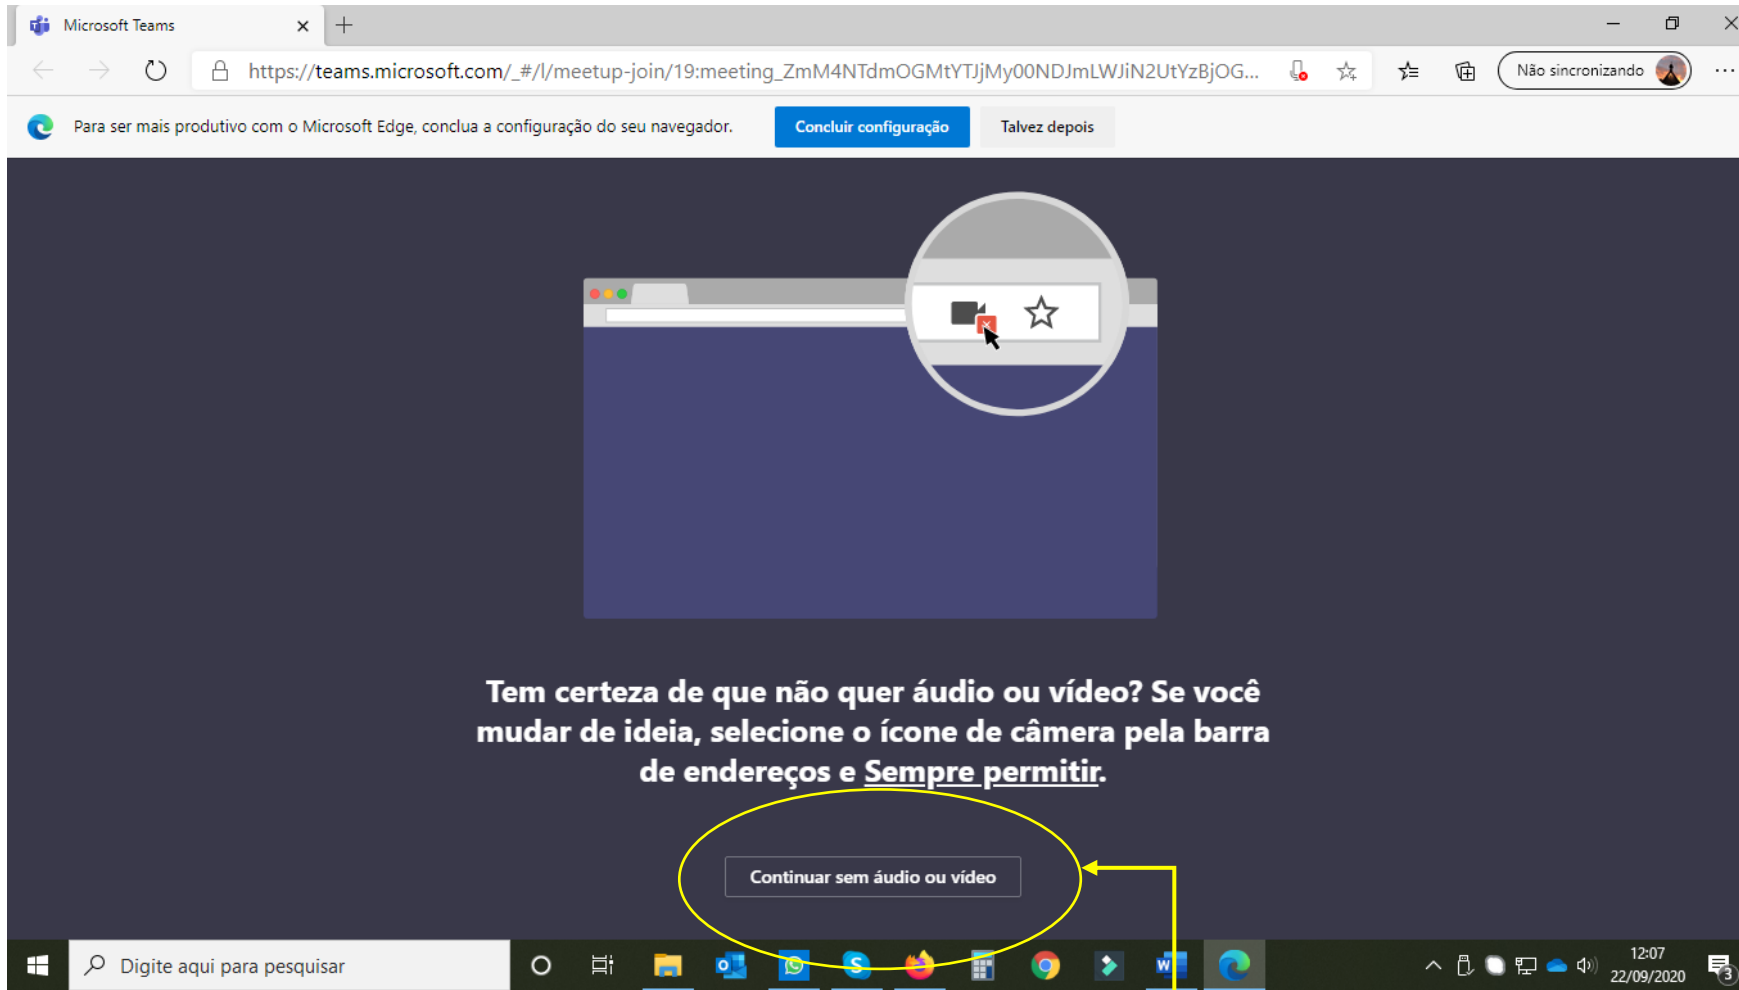 Microsoft Teams
https://teams.microsoft.com/_#/l/meetup-join/19:meeting_ZmM4NTdmOGMtYTJjMy00NDJmLWJiN2UtYzBjOG...
Não sincronizando
Para ser mais produtivo com o Microsoft Edge, conclua a configuração do seu navegador.
Concluir configuração
Talvez depois
Tem certeza de que não quer áudio ou vídeo? Se você
mudar de ideia, selecione o ícone de câmera pela barra
de endereços e Sempre permitir.
Continuar sem áudio ou vídeo
Digite aqui para pesquisar
12:07
22/09/2020
3